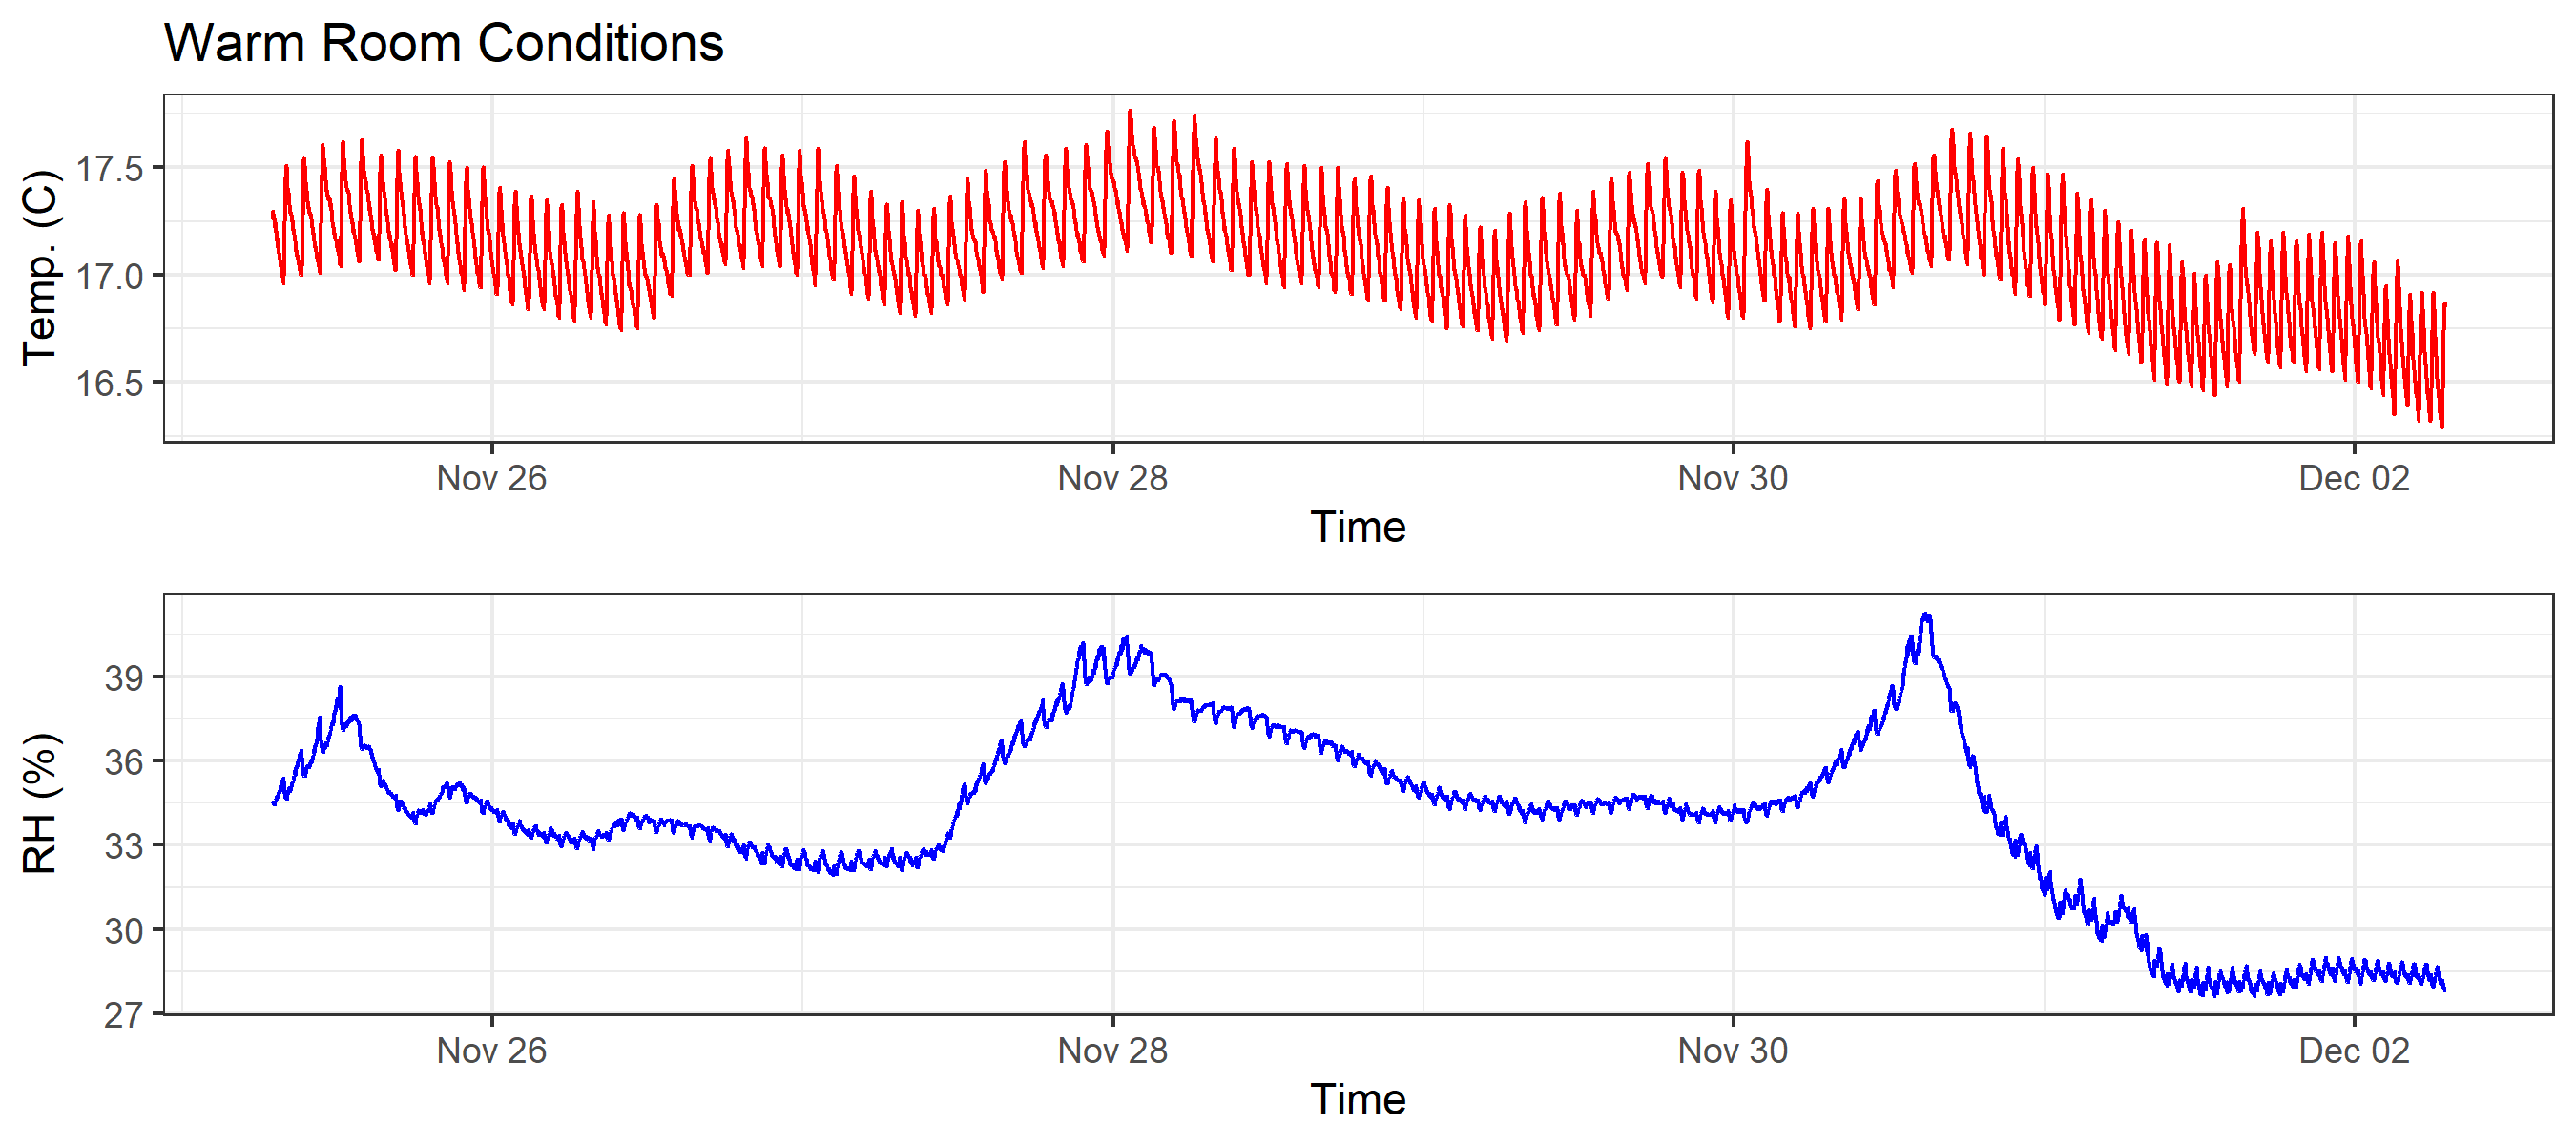 Warm Room Conditions
Temp. (C)
17.5
17.0
16.5
Nov 26 Nov 28 Nov 30 Dec 02
Time
RH (%)
39
36
33
30
27
Nov 26 Nov 28 Nov 30 Dec 02
Time